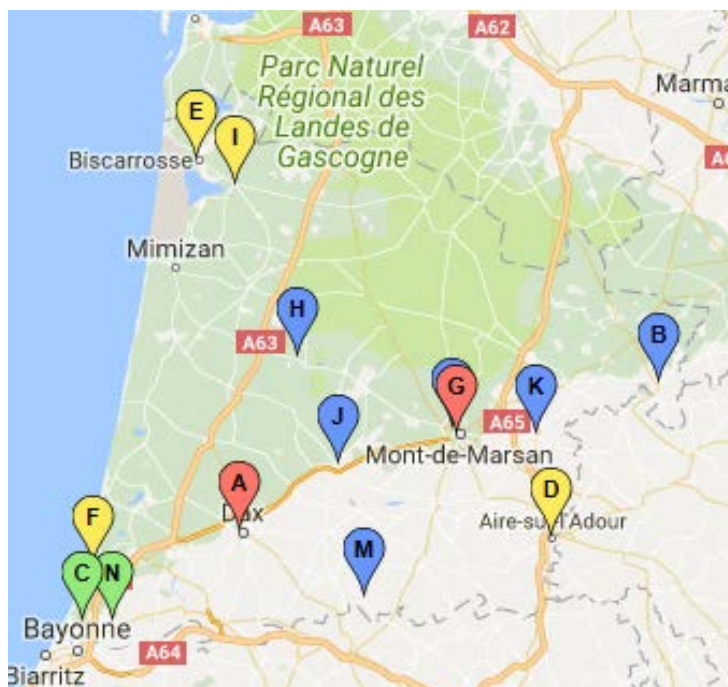 A63
A62
Parc Naturel
Régional des
Landes de
Gascogne
Marma
E
I
Biscarrosse
Mimizan
H
A63
B
G
K
J
A65
Mont-de-Marsan
A
D
Dax
Aire-sur-l'Adour
F
M
C
N
Bayonne
A64
Biarritz